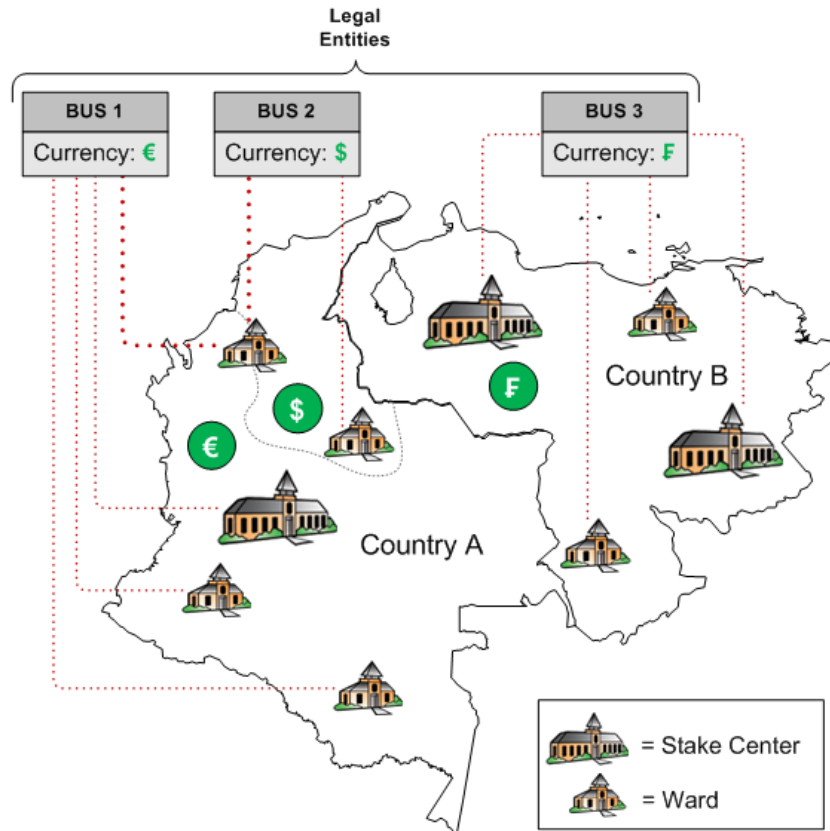 Legal
Entities
BUS 1
Currency: €
BUS 2
Currency: $
BUS 3
Currency: ₣
₣
Country B
$
€
Country A
= Stake Center
= Ward